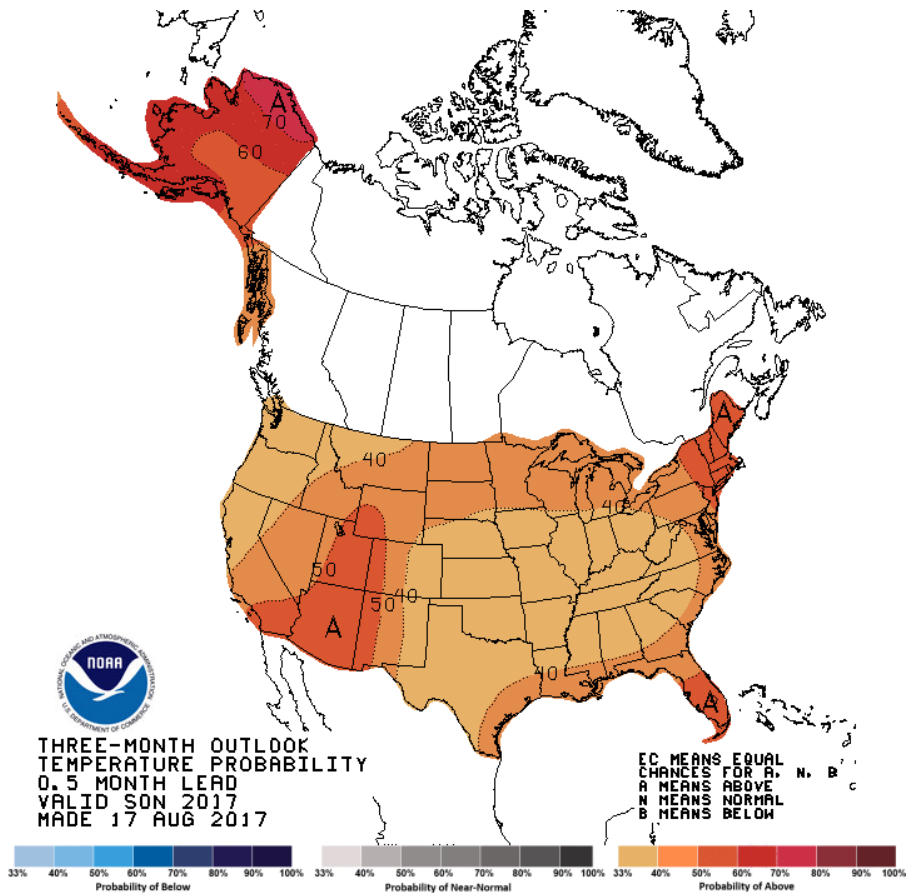 A
70
60
A
40
40
50
50
40
A
40
A
NATIONAL OCEANIC AND ATMOSPHERIC ADMINISTRATION
NOAA
U.S. DEPARTMENT OF COMMERCE
THREE-MONTH OUTLOOK
TEMPERATURE PROBABILITY
0.5 MONTH LEAD
VALID SON 2017
MADE 17 AUG 2017
EC MEANS EQUAL
CHANCES FOR A, N, B
A MEANS ABOVE
N MEANS NORMAL
B MEANS BELOW
33% 40% 50% 60% 70% 80% 90% 100%
Probability of Below
33% 40% 50% 60% 70% 80% 90% 100%
Probability of Near-Normal
33% 40% 50% 60% 70% 80% 90% 100%
Probability of Above